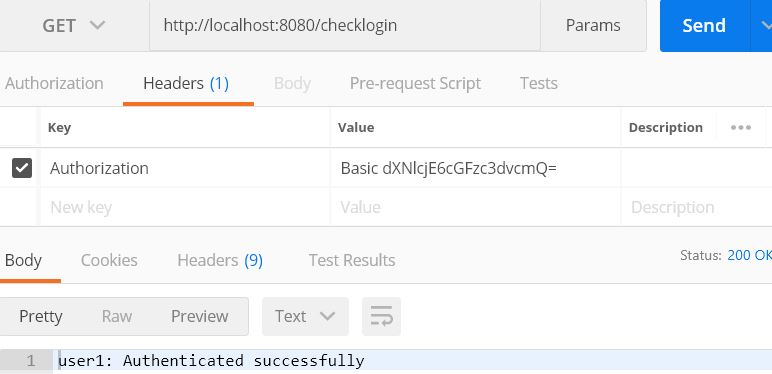 GET http://localhost:8080/checklogin Params Send
Authorization Headers (1) Body Pre-request Script Tests
Key Value Description
Authorization Basic dXNlcjE6cGFzc3dvcmQ=
New key Value Description
Body Cookies Headers (9) Test Results Status: 200 OK
Pretty Raw Preview Text
1 user1: Authenticated successfully